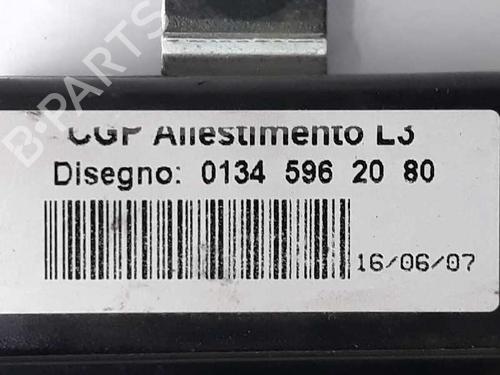 CGP Allestimento L3
Disegno: 0134 596 20 80
16/06/07
B-PARTS